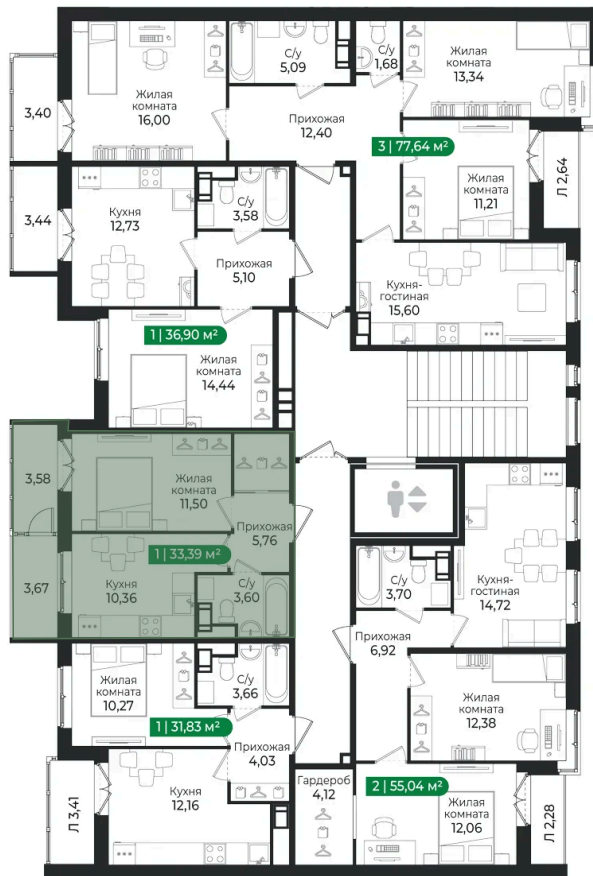 С/у
5,09
С/у
1,68
Жилая
комната
13,34
Жилая
комната
16,00
3,40
Прихожая
12,40
3 | 77,64 м²
Л 2,64
Жилая
комната
11,21
3,44
Кухня
12,73
С/у
3,58
Прихожая
5,10
Кухня-
гостиная
15,60
1 | 36,90 м²
Жилая
комната
14,44
3,58
Жилая
комната
11,50
Прихожая
5,76
1 | 33,39 м²
3,67
Кухня
10,36
С/у
3,60
С/у
3,70
Кухня-
гостиная
14,72
Прихожая
6,92
Жилая
комната
10,27
С/у
3,66
1 | 31,83 м²
Прихожая
4,03
Жилая
комната
12,38
Л 3,41
Кухня
12,16
Гардероб
4,12
2 | 55,04 м²
Жилая
комната
12,06
Л 2,28